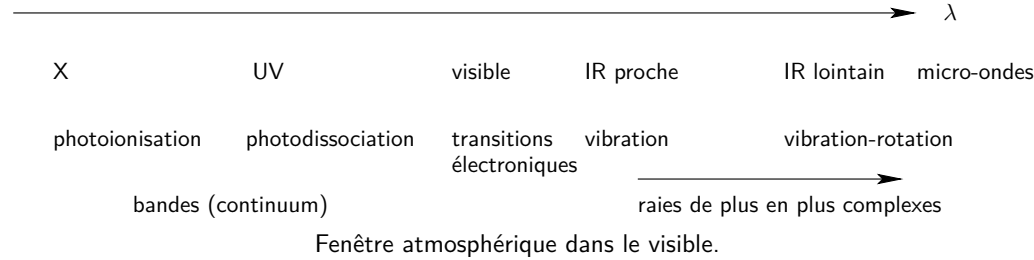 λ
X UV visible IR proche IR lointain micro-ondes
photoionisation photodissociation transitions vibration vibration-rotation
électroniques
bandes (continuum) raies de plus en plus complexes
Fenêtre atmosphérique dans le visible.